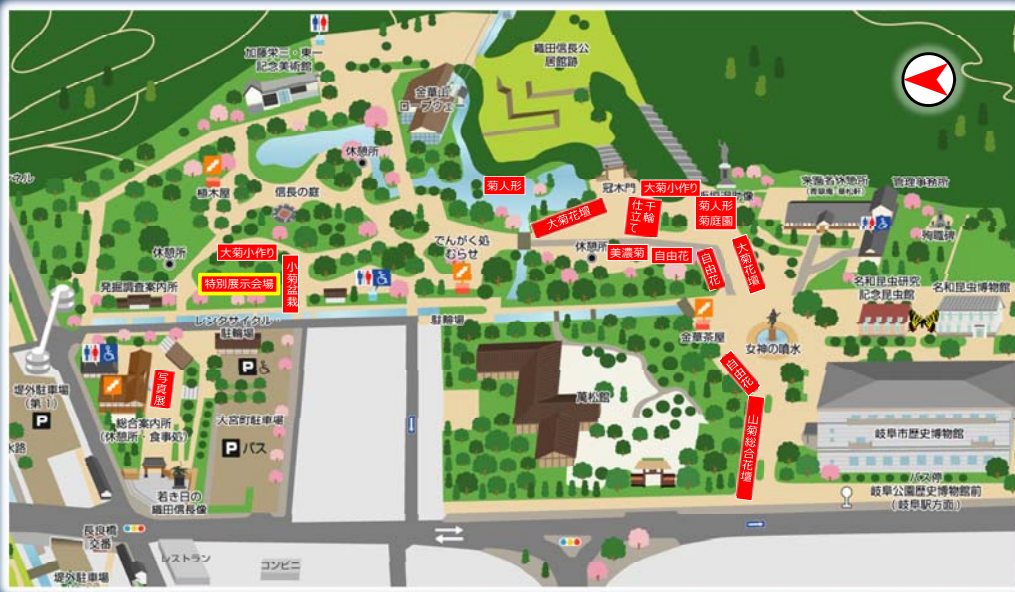 加藤栄三・東一
記念美術館
織田信長公
居館跡
金華山
ロープウェー
休憩所
植木屋
信長の庭
菊人形
冠木門
大菊小作り
千輪
仕立て
菊人形
菊庭園
来園者休憩所
管理事務所
殉職碑
大菊花壇
でんがく処
むらせ
休憩所
美濃菊
自由花
自由花
大菊花壇
休憩所
大菊小作り
小菊盆栽
特別展示会場
発掘調査案内所
名和昆虫研究所
記念昆虫館
名和昆虫博物館
レンタサイクル
駐輪場
駐輪場
金華茶屋
女神の噴水
堤外駐車場
(第1)
P
写真展
P
総合案内所
(休憩所・食事処)
大宮町駐車場
P バス
萬松館
自由花
山菊総合花壇
岐阜市歴史博物館
バス停
岐阜公園歴史博物館前
(岐阜駅方面)
若き日の
織田信長像
長良橋
交番
レストラン
コンビニ
堤外駐車場